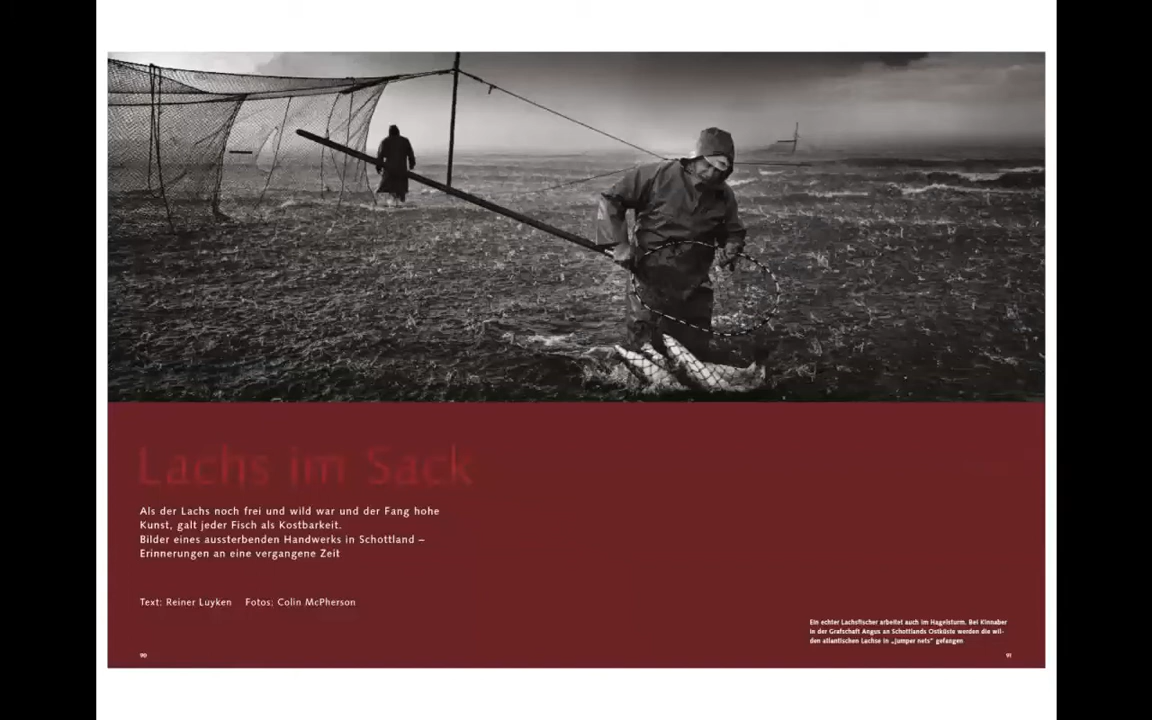 Lachs im Sack
Als der Lachs noch frei und wild war und der Fang hohe
Kunst, galt jeder Fisch als Kostbarkeit.
Bilder eines aussterbenden Handwerks in Schottland –
Erinnerungen an eine vergangene Zeit
Text: Reiner Luyken Fotos: Colin McPherson
Ein echter Lachsfischer arbeitet auch im Hagelsturm. Bei Kinnaber
in der Grafschaft Angus an Schottlands Ostküste werden die wil-
den atlantischen Lachse in „jumper nets“ gefangen
90
91